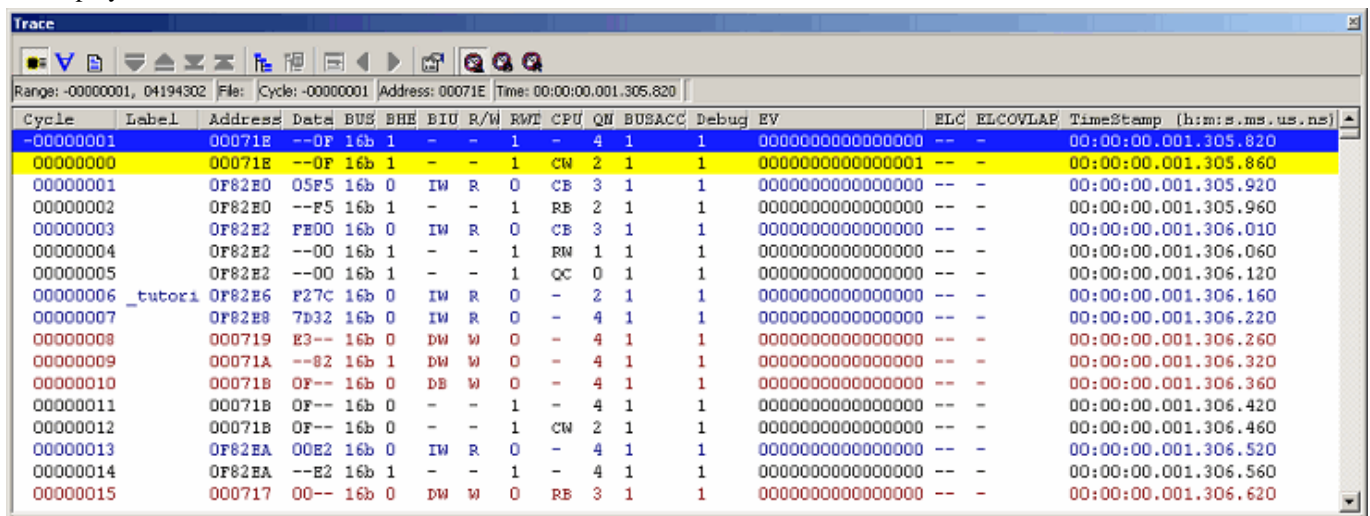 Trace
Range: -00000001, 04194302 File: Cycle: -00000001 Address: 00071E Time: 00:00:00.001.305.820
Cycle Label Address Data BUS BHE BIU R/W RWT CPU QN BUSACC Debug EV ELC ELCOVLAP TimeStamp (h:m:s.ms.us.ns)
-00000001 00071E --0F 16b 1 - - 1 - 4 1 1 0000000000000000 -- - 00:00:00.001.305.820
00000000 00071E --0F 16b 1 - - 1 CW 2 1 1 0000000000000001 -- - 00:00:00.001.305.860
00000001 0F82E0 05F5 16b 0 IW R 0 CB 3 1 1 0000000000000000 -- - 00:00:00.001.305.920
00000002 0F82E0 --F5 16b 1 - - 1 RB 2 1 1 0000000000000000 -- - 00:00:00.001.305.960
00000003 0F82E2 FE00 16b 0 IW R 0 CB 3 1 1 0000000000000000 -- - 00:00:00.001.306.010
00000004 0F82E2 --00 16b 1 - - 1 RW 1 1 1 0000000000000000 -- - 00:00:00.001.306.060
00000005 0F82E2 --00 16b 1 - - 1 QC 0 1 1 0000000000000000 -- - 00:00:00.001.306.120
00000006 _tutori 0F82E6 F27C 16b 0 IW R 0 - 2 1 1 0000000000000000 -- - 00:00:00.001.306.160
00000007 0F82E8 7D32 16b 0 IW R 0 - 4 1 1 0000000000000000 -- - 00:00:00.001.306.220
00000008 000719 E3-- 16b 0 DW W 0 - 4 1 1 0000000000000000 -- - 00:00:00.001.306.260
00000009 00071A --82 16b 1 DW W 0 - 4 1 1 0000000000000000 -- - 00:00:00.001.306.320
00000010 00071B 0F-- 16b 0 DB W 0 - 4 1 1 0000000000000000 -- - 00:00:00.001.306.360
00000011 00071B 0F-- 16b 0 - - 1 - 4 1 1 0000000000000000 -- - 00:00:00.001.306.420
00000012 00071B 0F-- 16b 0 - - 1 CW 2 1 1 0000000000000000 -- - 00:00:00.001.306.460
00000013 0F82EA 00E2 16b 0 IW R 0 - 4 1 1 0000000000000000 -- - 00:00:00.001.306.520
00000014 0F82EA --E2 16b 1 - - 1 - 4 1 1 0000000000000000 -- - 00:00:00.001.306.560
00000015 000717 00-- 16b 0 DW W 0 RB 3 1 1 0000000000000000 -- - 00:00:00.001.306.620